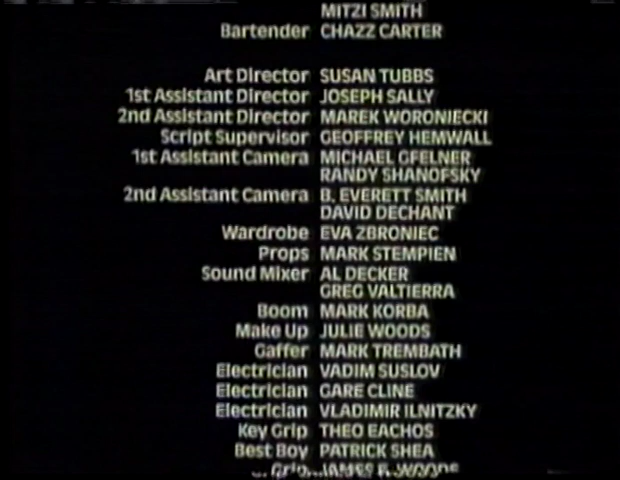 MITZI SMITH
Bartender CHAZZ CARTER
Art Director SUSAN TUBBS
1st Assistant Director JOSEPH SALLY
2nd Assistant Director MAREK WORONIECKI
Script Supervisor GEOFFREY HEMWALL
1st Assistant Camera MICHAEL GFELNER
RANDY SHANOFSKY
2nd Assistant Camera B. EVERETT SMITH
DAVID DECHANT
Wardrobe EVA ZBRONIEC
Props MARK STEMPIEN
Sound Mixer AL DECKER
GREG VALTIERRA
Boom MARK KORBA
Make Up JULIE WOODS
Gaffer MARK TREMBATH
Electrician VADIM SUSLOV
Electrician GARE CLINE
Electrician VLADIMIR ILNITZKY
Key Grip THEO EACHOS
Best Boy PATRICK SHEA
Grip JAMES